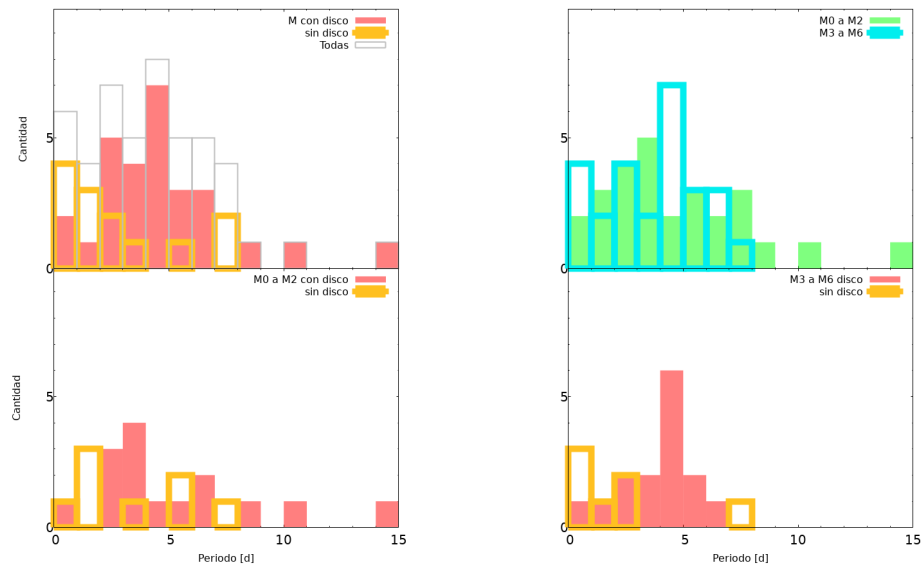 M con disco
sin disco
Todas
Cantidad
5
0
M0 a M2
M3 a M6
5
0
M0 a M2 con disco
sin disco
Cantidad
5
0
0 5 10 15
Periodo [d]
M3 a M6 disco
sin disco
5
0
0 5 10 15
Periodo [d]